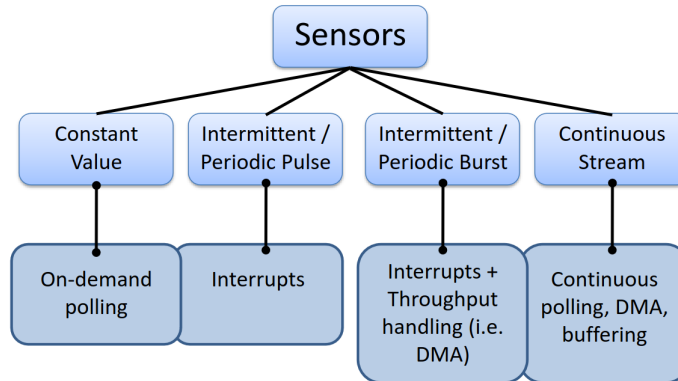 Sensors
Constant
Value
Intermittent /
Periodic Pulse
Intermittent /
Periodic Burst
Continuous
Stream
On-demand
polling
Interrupts
Interrupts +
Throughput
handling (i.e.
DMA)
Continuous
polling, DMA,
buffering